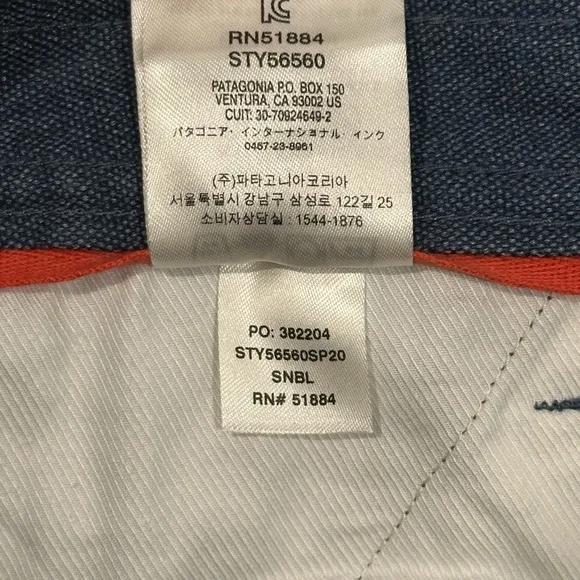 RN51884
STY56560
PATAGONIA P.O. BOX 150
VENTURA, CA 93002 US
CUIT: 30-70924649-2
パタゴニア・インターナショナル・インク
0467-23-8961
(주)파타고니아코리아
서울특별시 강남구 삼성로 122길 25
소비자상담실 : 1544-1876
PO: 382204
STY56560SP20
SNBL
RN# 51884